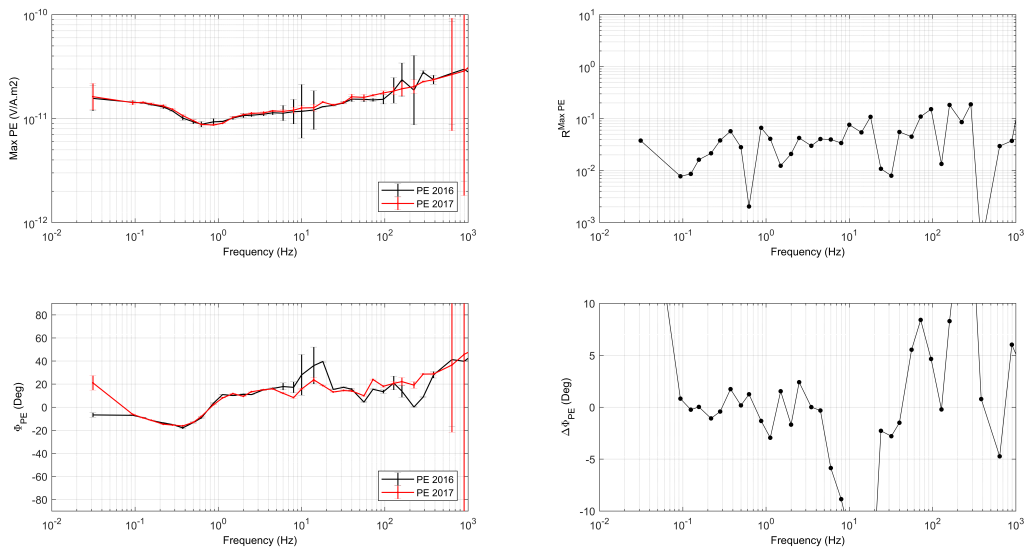 10^-10
10^-11
10^-12
Max PE (V/A.m2)
PE 2016
PE 2017
10^-2 10^-1 10^0 10^1 10^2 10^3
Frequency (Hz)
10^1
10^0
10^-1
10^-2
10^-3
R^Max PE
10^-2 10^-1 10^0 10^1 10^2 10^3
Frequency (Hz)
80
60
40
20
0
-20
-40
-60
-80
Φ_PE (Deg)
PE 2016
PE 2017
10^-2 10^-1 10^0 10^1 10^2 10^3
Frequency (Hz)
10
5
0
-5
-10
ΔΦ_PE (Deg)
10^-2 10^-1 10^0 10^1 10^2 10^3
Frequency (Hz)